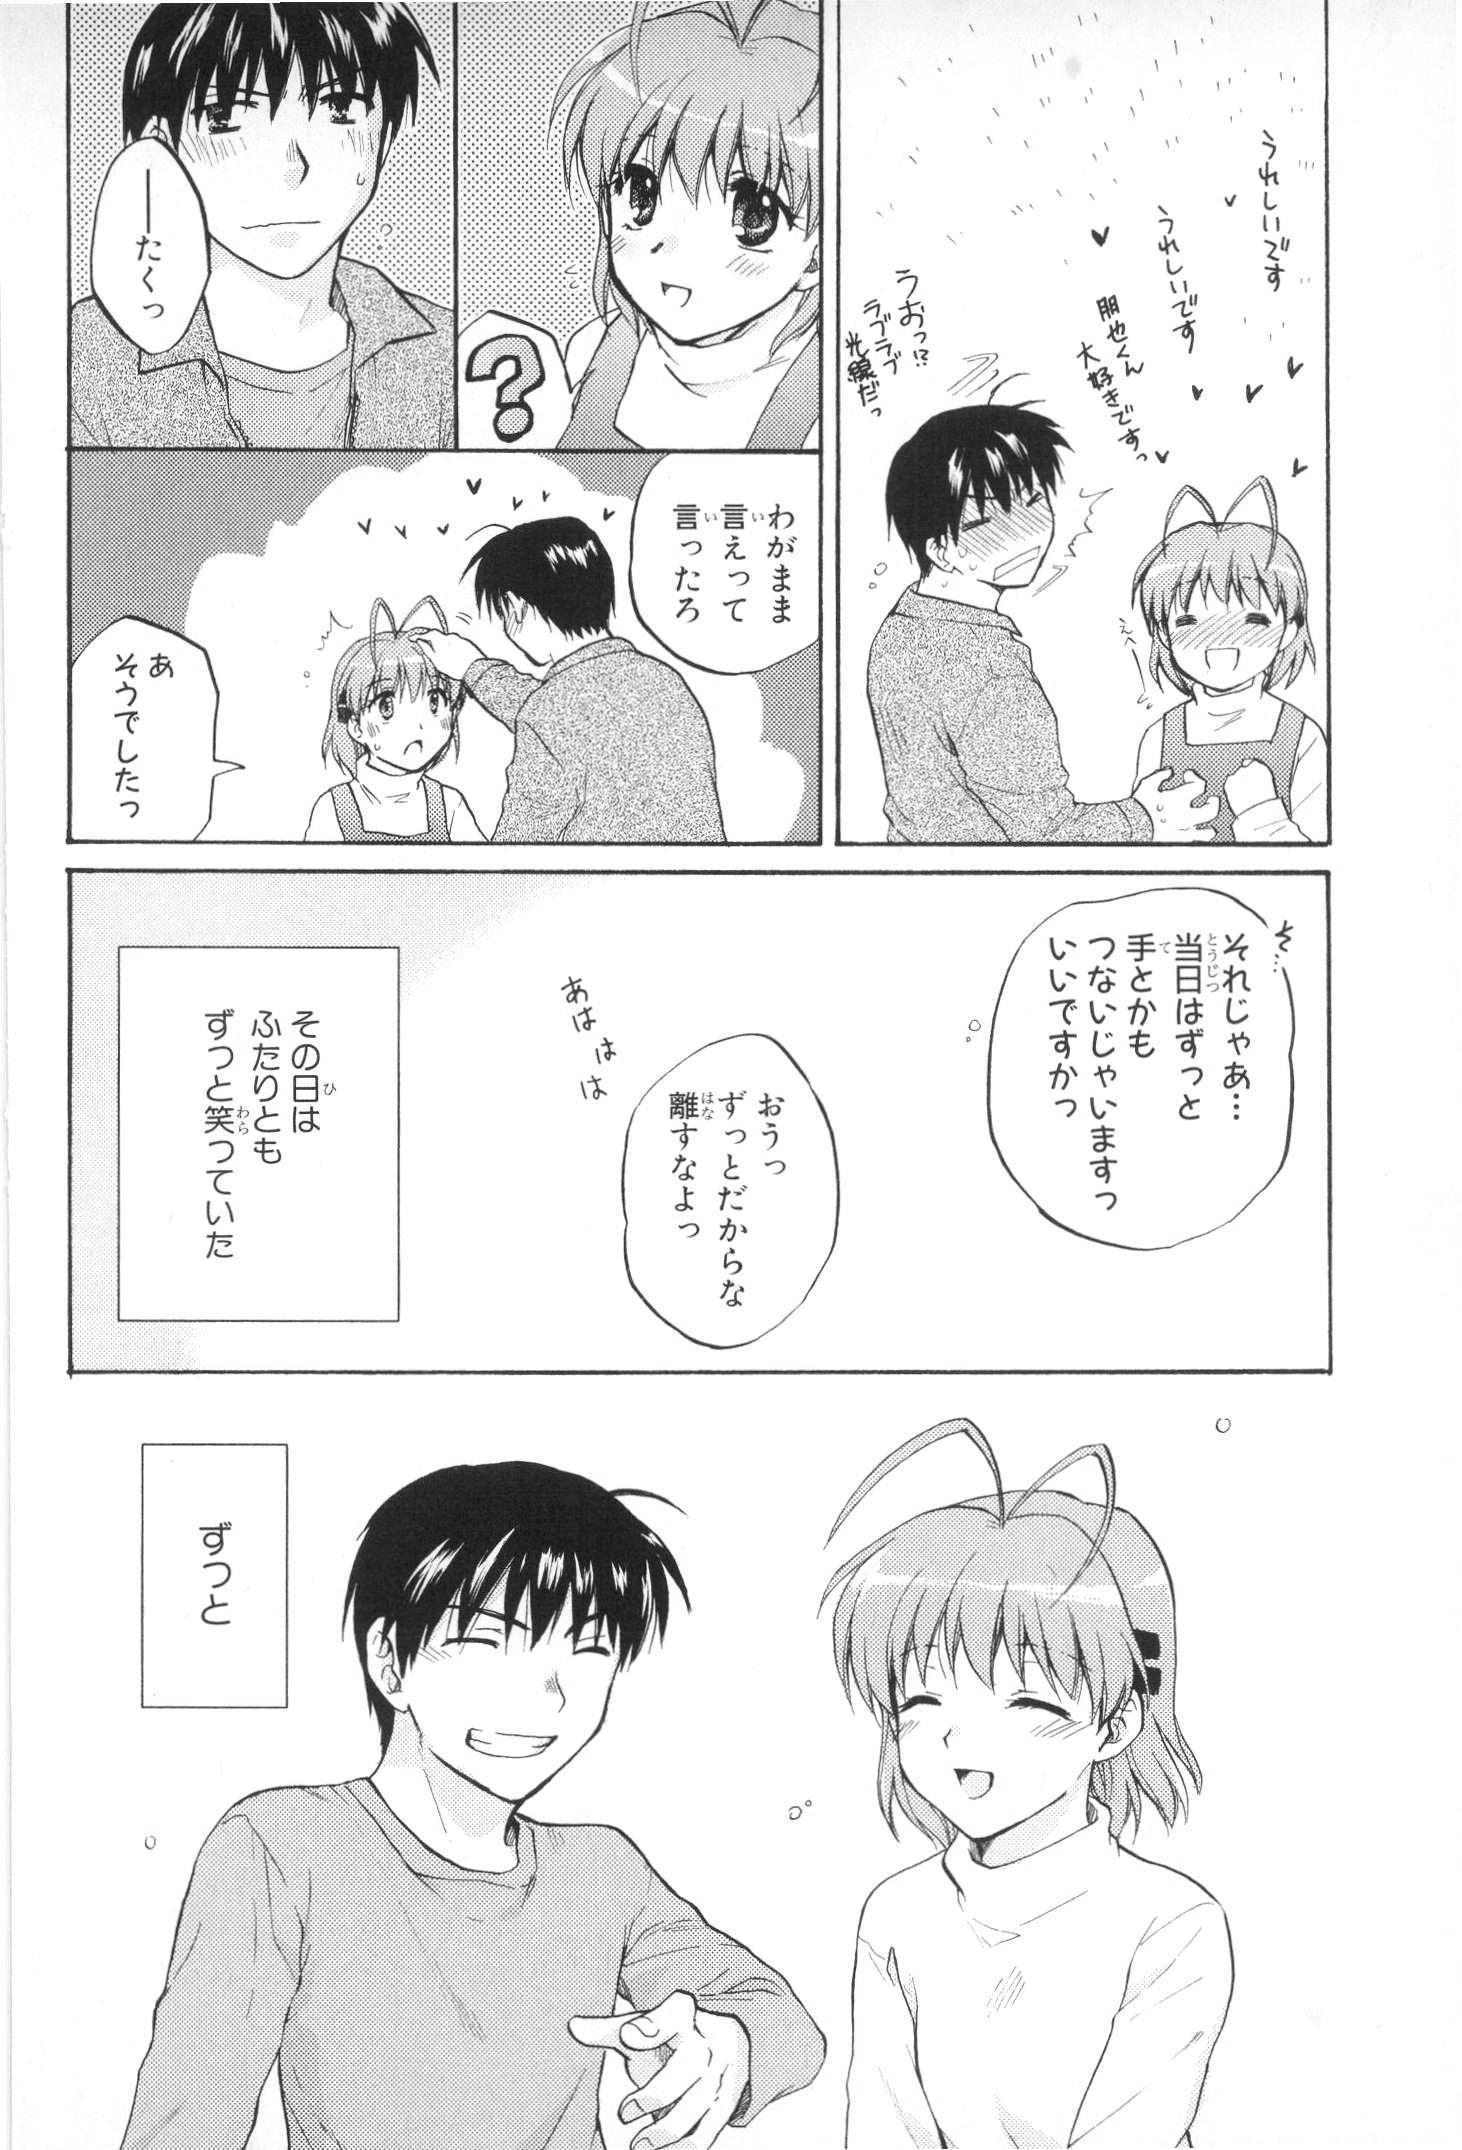 うれしいです
うれしいです
朋也くん
大好きですっ
うおっ!?
ラブラブ
光線だっ
えへへ
?
――たくっ
わがまま
言えって
言ったろ
あ
そうでしたっ
それじゃあ…
当日はずっと
手とかも
つないじゃいますっ
いいですかっ
おうっ
ずっとだからな
離すなよっ
あははは
その日は
ふたりとも
ずっと笑っていた
ずっと